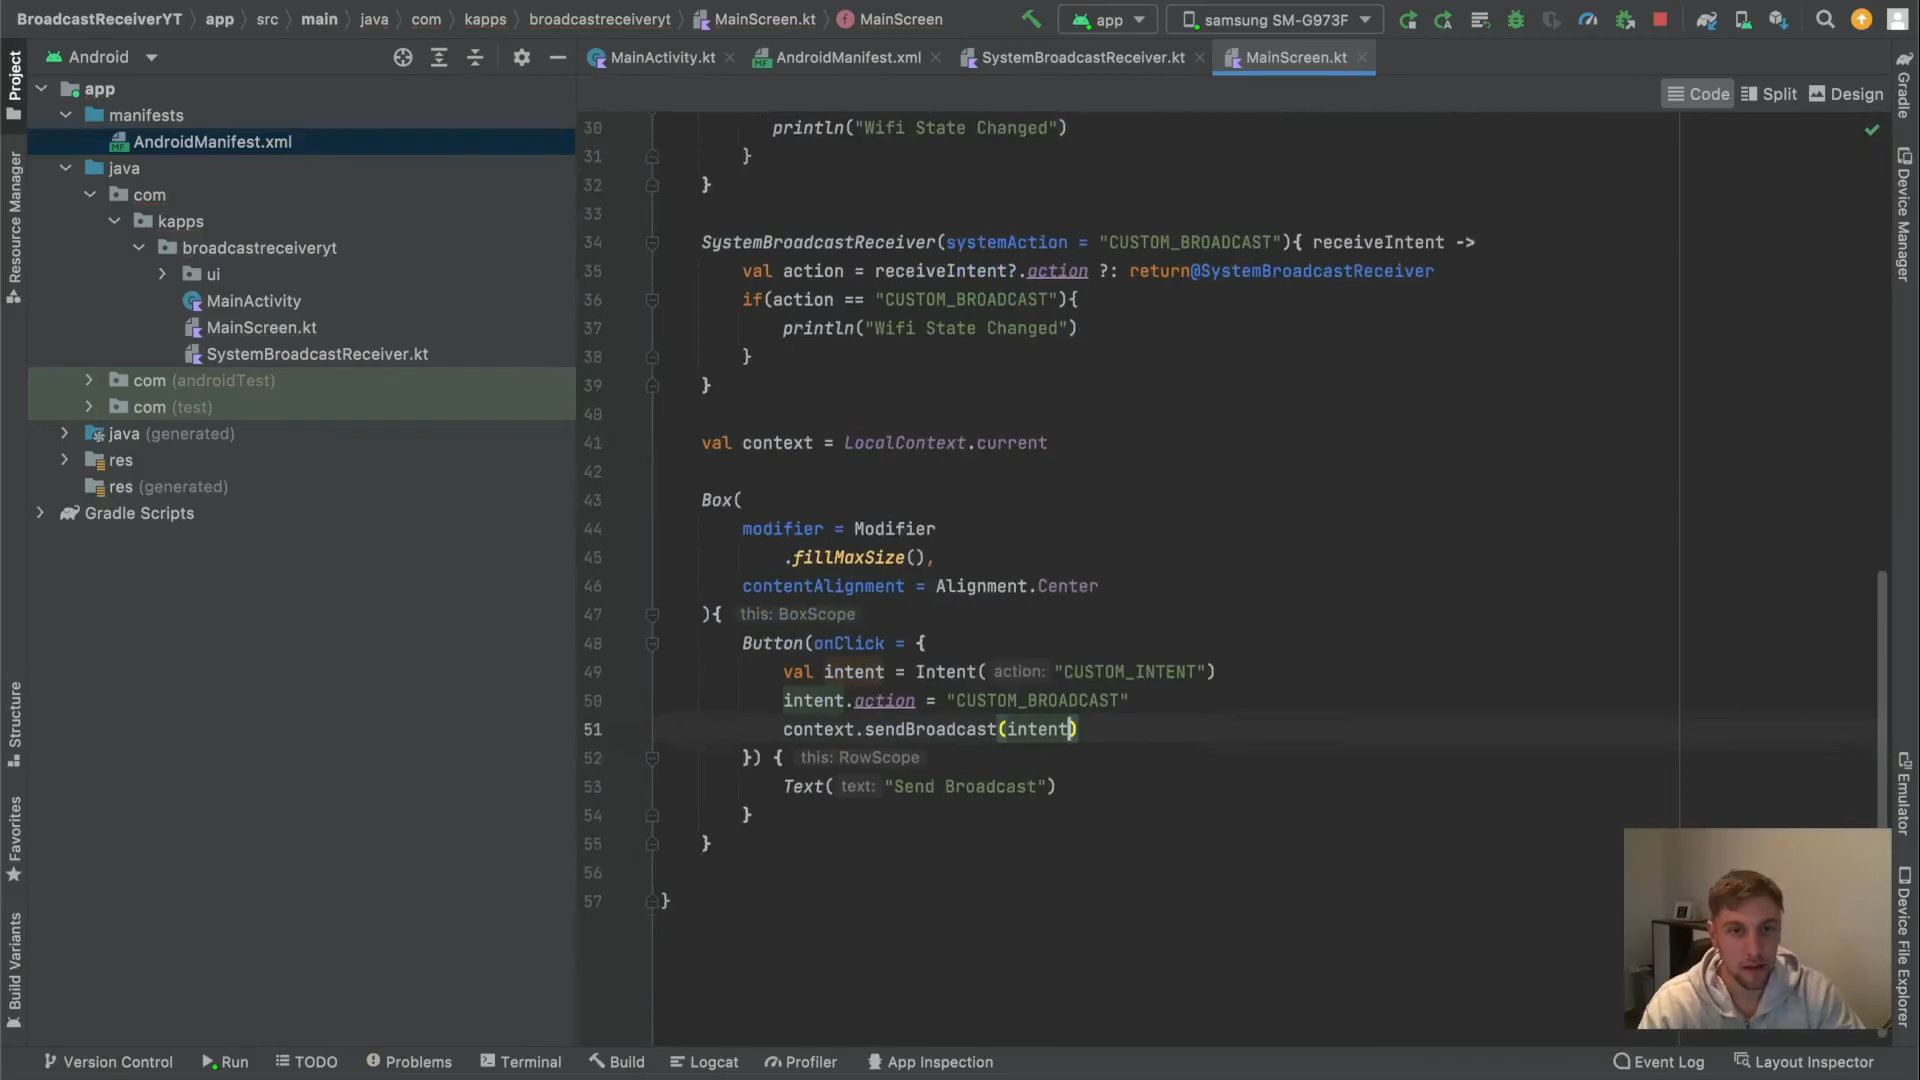 BroadcastReceiverYT app src main java com kapps broadcastreceiveryt MainScreen.kt MainScreen app samsung SM-G973F
Android MainActivity.kt AndroidManifest.xml SystemBroadcastReceiver.kt MainScreen.kt
Code Split Design
Project
Resource Manager
Structure
Favorites
Build Variants
app
manifests
AndroidManifest.xml
java
com
kapps
broadcastreceiveryt
ui
MainActivity
MainScreen.kt
SystemBroadcastReceiver.kt
com (androidTest)
com (test)
java (generated)
res
res (generated)
Gradle Scripts
30 println("Wifi State Changed")
31 }
32 }
33
34 SystemBroadcastReceiver(systemAction = "CUSTOM_BROADCAST"){ receiveIntent ->
35 val action = receiveIntent?.action ?: return@SystemBroadcastReceiver
36 if(action == "CUSTOM_BROADCAST"){
37 println("Wifi State Changed")
38 }
39 }
40
41 val context = LocalContext.current
42
43 Box(
44 modifier = Modifier
45 .fillMaxSize(),
46 contentAlignment = Alignment.Center
47 ){ this: BoxScope
48 Button(onClick = {
49 val intent = Intent( action: "CUSTOM_INTENT")
50 intent.action = "CUSTOM_BROADCAST"
51 context.sendBroadcast(intent)
52 }) { this: RowScope
53 Text( text: "Send Broadcast")
54 }
55 }
56
57 }
Gradle
Device Manager
Emulator
Device File Explorer
Version Control Run TODO Problems Terminal Build Logcat Profiler App Inspection Event Log Layout Inspector